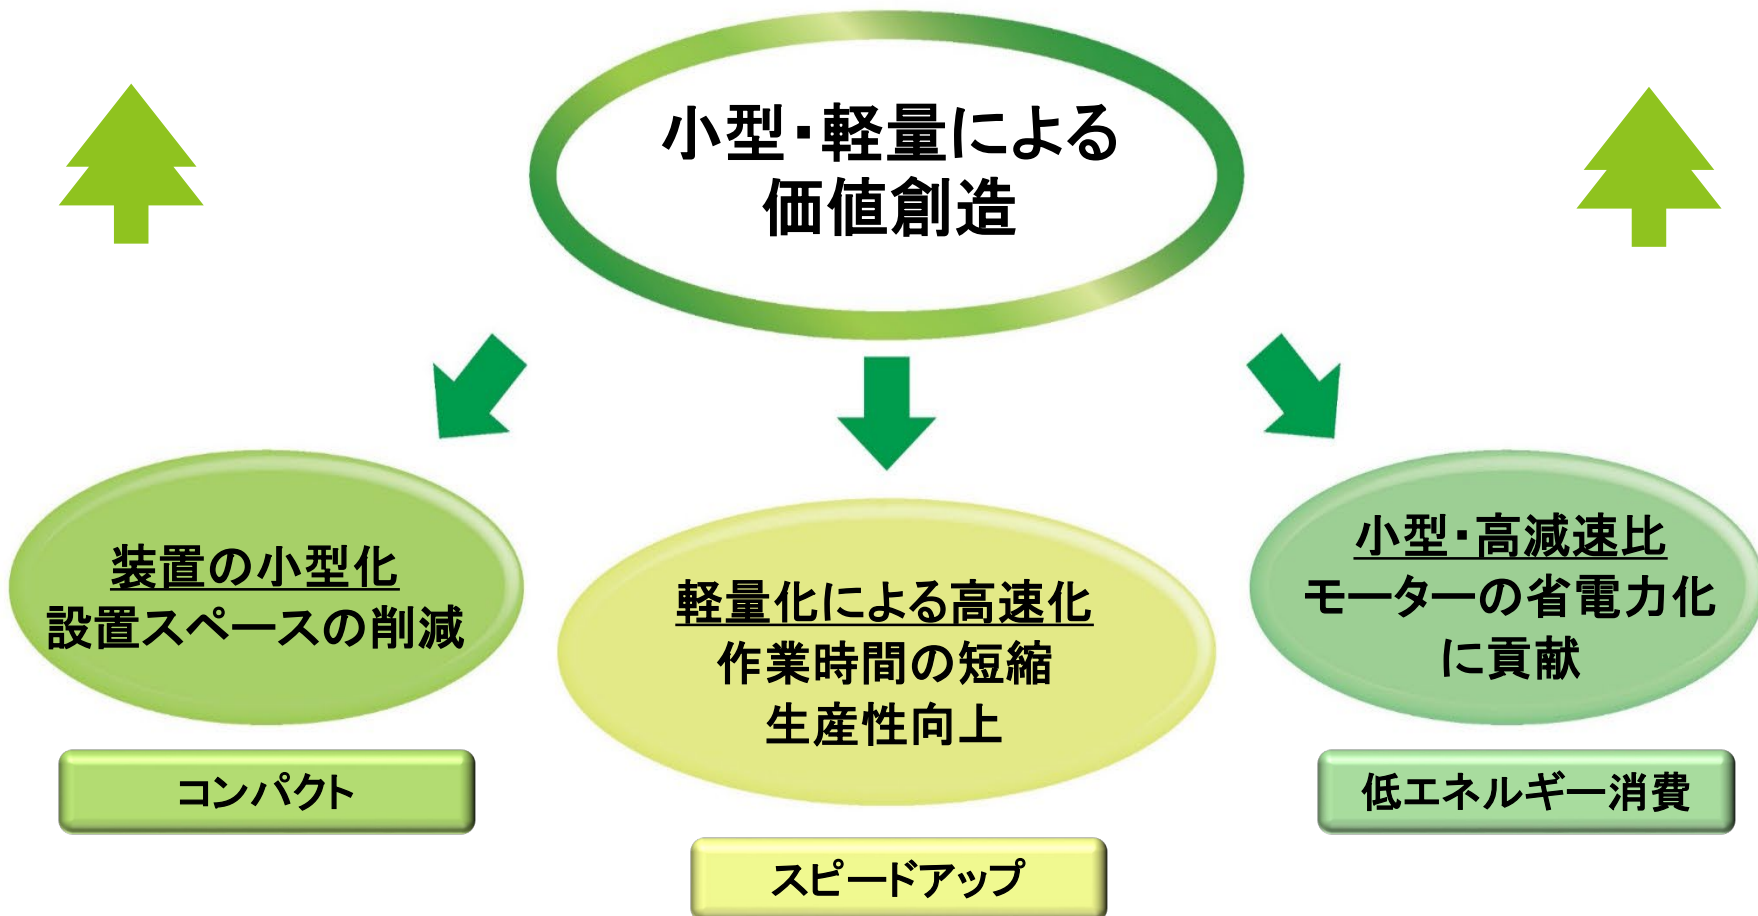 小型・軽量による
価値創造
装置の小型化
設置スペースの削減
コンパクト
軽量化による高速化
作業時間の短縮
生産性向上
スピードアップ
小型・高減速比
モーターの省電力化
に貢献
低エネルギー消費